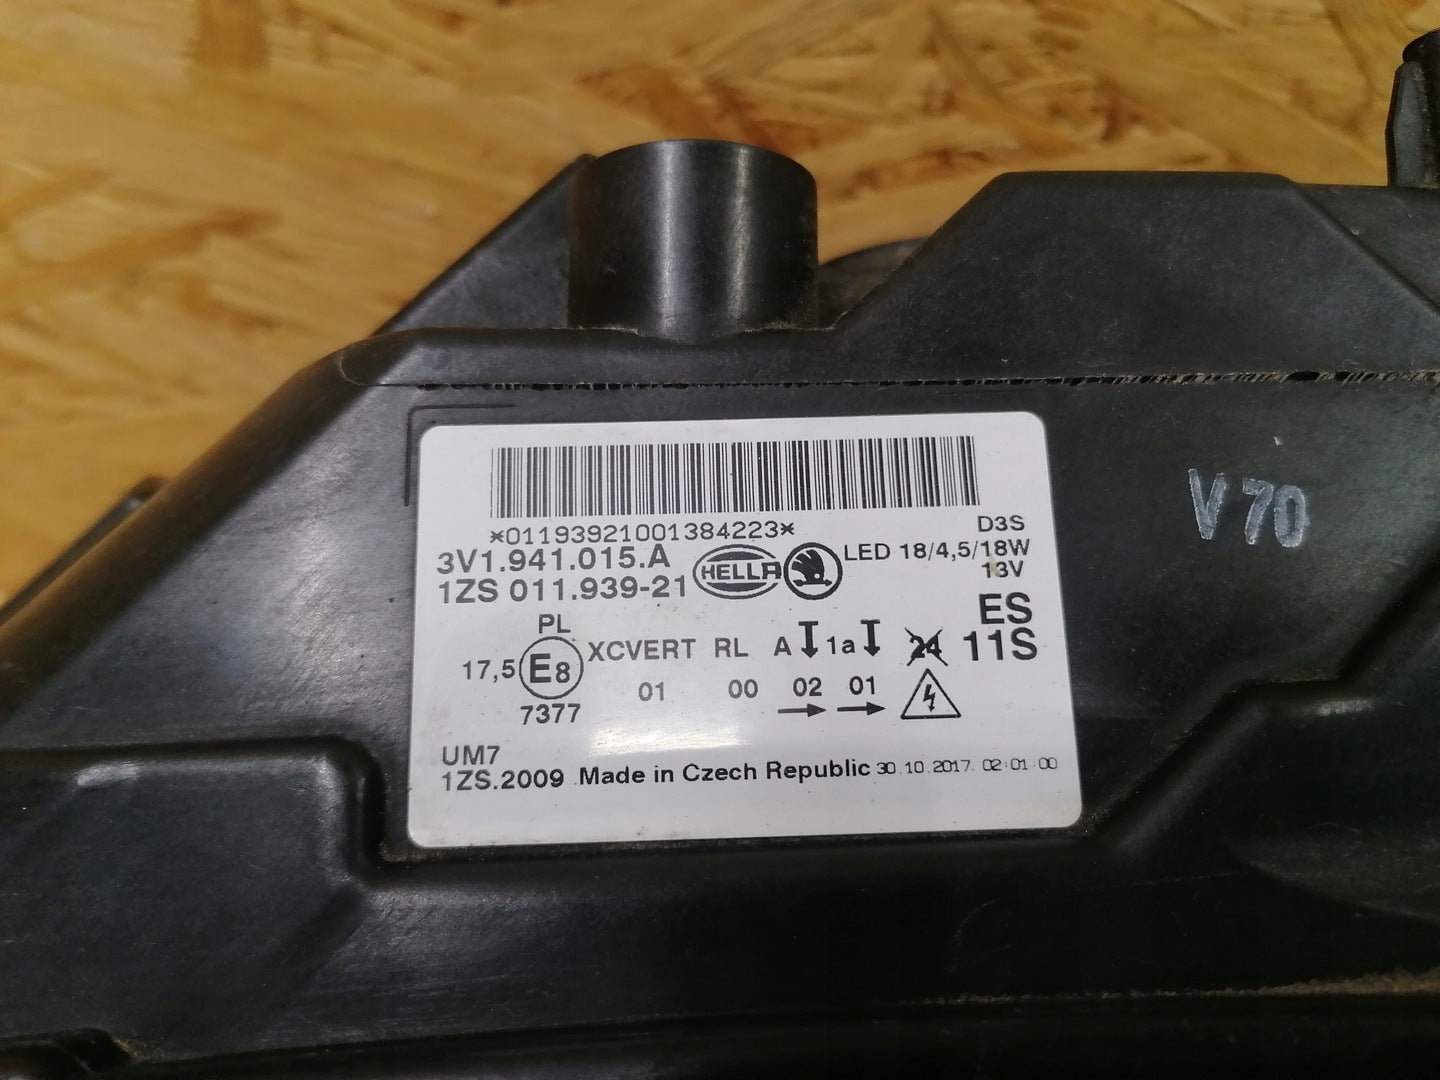 *01193921001384223*
3V1.941.015.A
1ZS 011.939-21
HELLA
D3S
LED 18/4,5/18W
13V
ES
11S
PL
17,5 E8
7377
XCVERT RL A 1a 24
01 00 02 01
UM7
1ZS.2009 Made in Czech Republic 30.10.2017. 02:01:00
V70